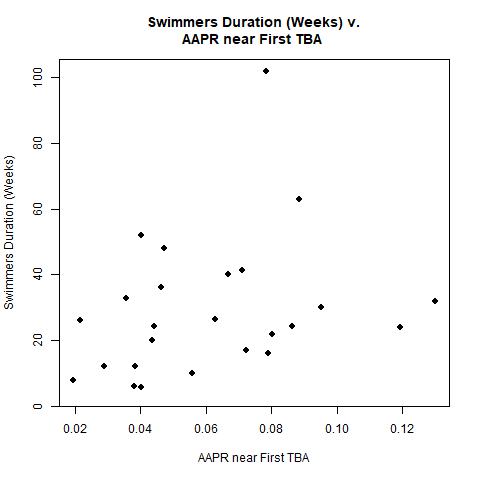 Swimmers Duration (Weeks) v.
AAPR near First TBA
Swimmers Duration (Weeks)
100
80
60
40
20
0
0.02 0.04 0.06 0.08 0.10 0.12
AAPR near First TBA